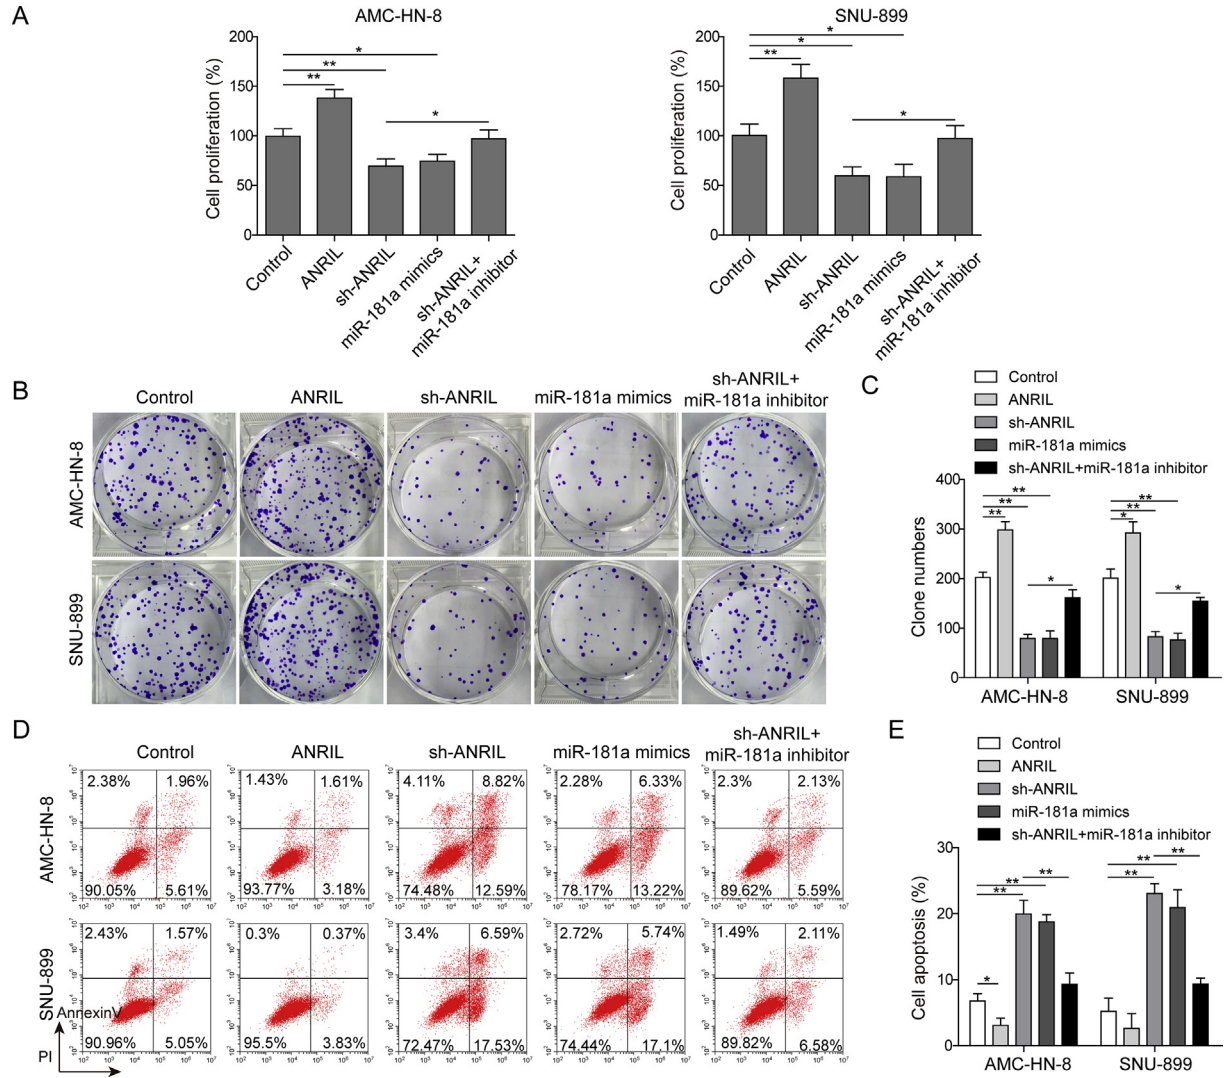 A
AMC-HN-8
SNU-899
Cell proliferation (%)
200
150
100
50
0
**
**
*
*
Control
ANRIL
sh-ANRIL
miR-181a mimics
sh-ANRIL+
miR-181a inhibitor
Cell proliferation (%)
200
150
100
50
0
**
*
*
*
Control
ANRIL
sh-ANRIL
miR-181a mimics
sh-ANRIL+
miR-181a inhibitor
B
Control
ANRIL
sh-ANRIL
miR-181a mimics
sh-ANRIL+
miR-181a inhibitor
AMC-HN-8
SNU-899
C
Control
ANRIL
sh-ANRIL
miR-181a mimics
sh-ANRIL+miR-181a inhibitor
Clone numbers
400
300
200
100
0
**
**
**
*
**
**
*
*
AMC-HN-8
SNU-899
D
Control
ANRIL
sh-ANRIL
miR-181a mimics
sh-ANRIL+
miR-181a inhibitor
AMC-HN-8
2.38% 1.96%
90.05% 5.61%
1.43% 1.61%
93.77% 3.18%
4.11% 8.82%
74.48% 12.59%
2.28% 6.33%
78.17% 13.22%
2.3% 2.13%
89.62% 5.59%
SNU-899
2.43% 1.57%
90.96% 5.05%
0.3% 0.37%
95.5% 3.83%
3.4% 6.59%
72.47% 17.53%
2.72% 5.74%
74.44% 17.1%
1.49% 2.11%
89.82% 6.58%
AnnexinV
PI
E
Control
ANRIL
sh-ANRIL
miR-181a mimics
sh-ANRIL+miR-181a inhibitor
Cell apoptosis (%)
30
20
10
0
*
**
**
**
**
**
**
AMC-HN-8
SNU-899